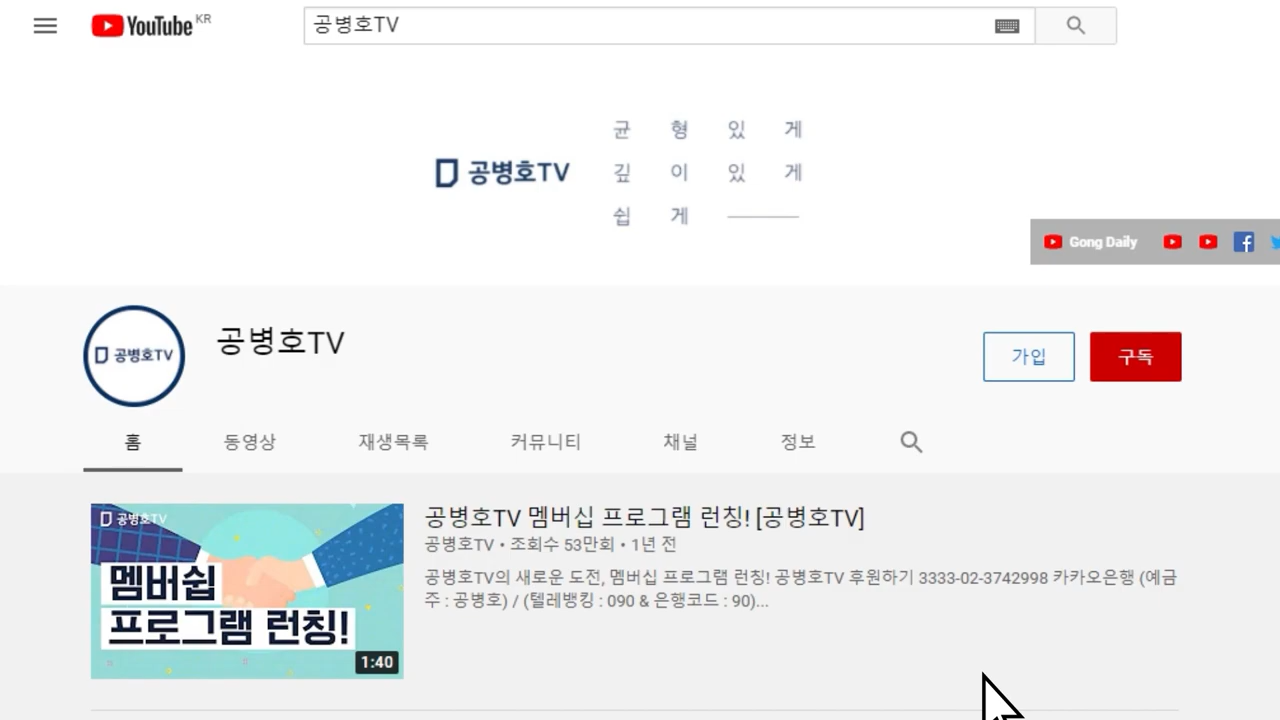 YouTube KR
공병호TV
균 형 있 게
공병호TV
깊 이 있 게
쉽 게
Gong Daily
공병호TV
공병호TV
가입
구독
홈
동영상
재생목록
커뮤니티
채널
정보
공병호TV
멤버쉽
프로그램 런칭!
1:40
공병호TV 멤버십 프로그램 런칭! [공병호TV]
공병호TV • 조회수 53만회 • 1년 전
공병호TV의 새로운 도전, 멤버십 프로그램 런칭! 공병호TV 후원하기 3333-02-3742998 카카오은행 (예금
주 : 공병호) / (텔레뱅킹 : 090 & 은행코드 : 90)...